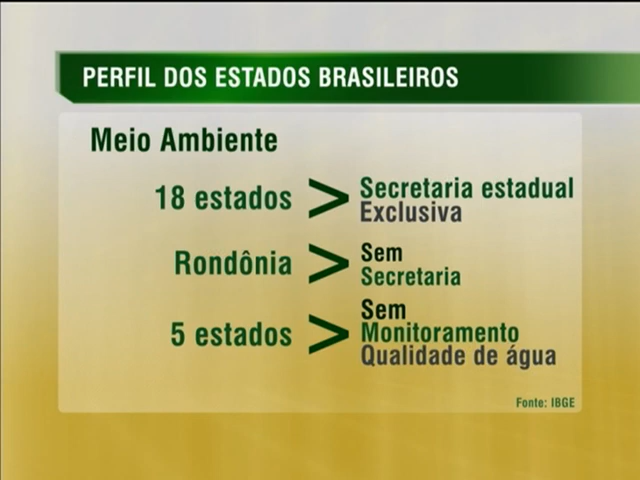 PERFIL DOS ESTADOS BRASILEIROS
Meio Ambiente
18 estados > Secretaria estadual
Exclusiva
Rondônia > Sem
Secretaria
5 estados > Sem
Monitoramento
Qualidade de água
Fonte: IBGE